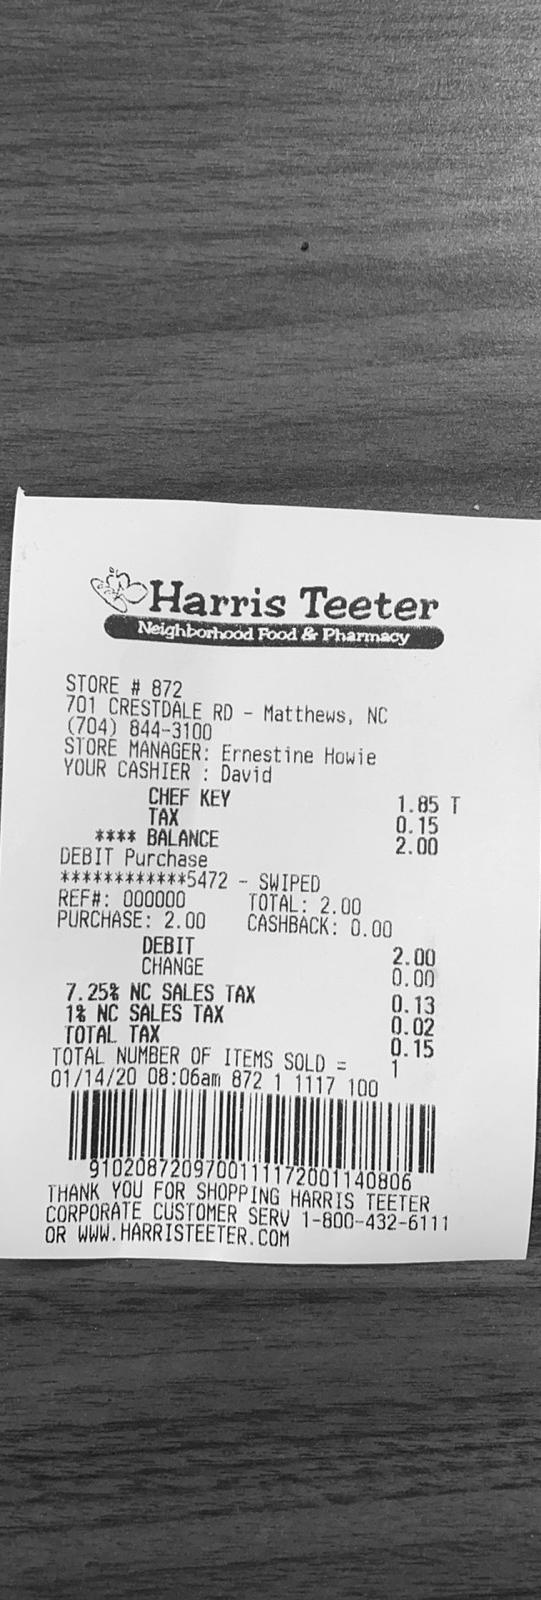 Harris Teeter
Neighborhood Food & Pharmacy
STORE # 872
701 CRESTDALE RD - Matthews, NC
(704) 844-3100
STORE MANAGER: Ernestine Howie
YOUR CASHIER : David
CHEF KEY 1.85 T
TAX 0.15
**** BALANCE 2.00
DEBIT Purchase
************5472 - SWIPED
REF#: 000000 TOTAL: 2.00
PURCHASE: 2.00 CASHBACK: 0.00
DEBIT 2.00
CHANGE 0.00
7.25% NC SALES TAX 0.13
1% NC SALES TAX 0.02
TOTAL TAX 0.15
TOTAL NUMBER OF ITEMS SOLD = 1
01/14/20 08:06am 872 1 1117 100
9102087209700111172001140806
THANK YOU FOR SHOPPING HARRIS TEETER
CORPORATE CUSTOMER SERV 1-800-432-6111
OR WWW.HARRISTEETER.COM